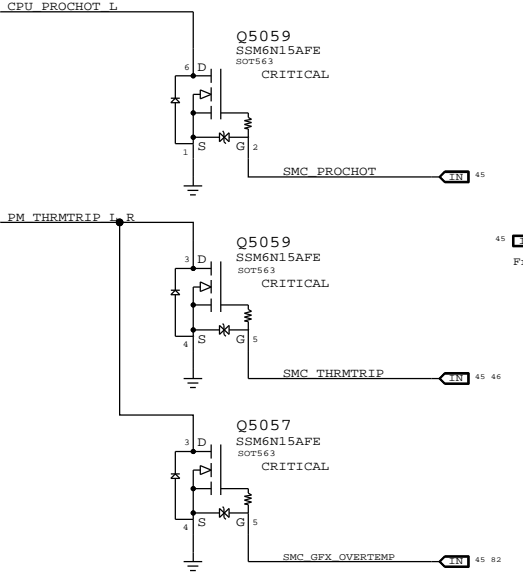 CPU_PROCHOT_L
Q5059
SSM6N15AFE
SOT563
CRITICAL
6 D
1 S G 2
SMC_PROCHOT
IN 45
PM_THRMTRIP_L_R
45
Q5059
SSM6N15AFE
SOT563
CRITICAL
3 D
4 S G 5
SMC_THRMTRIP
IN 45 46
Q5057
SSM6N15AFE
SOT563
CRITICAL
3 D
4 S G 5
SMC_GFX_OVERTEMP
IN 45 82